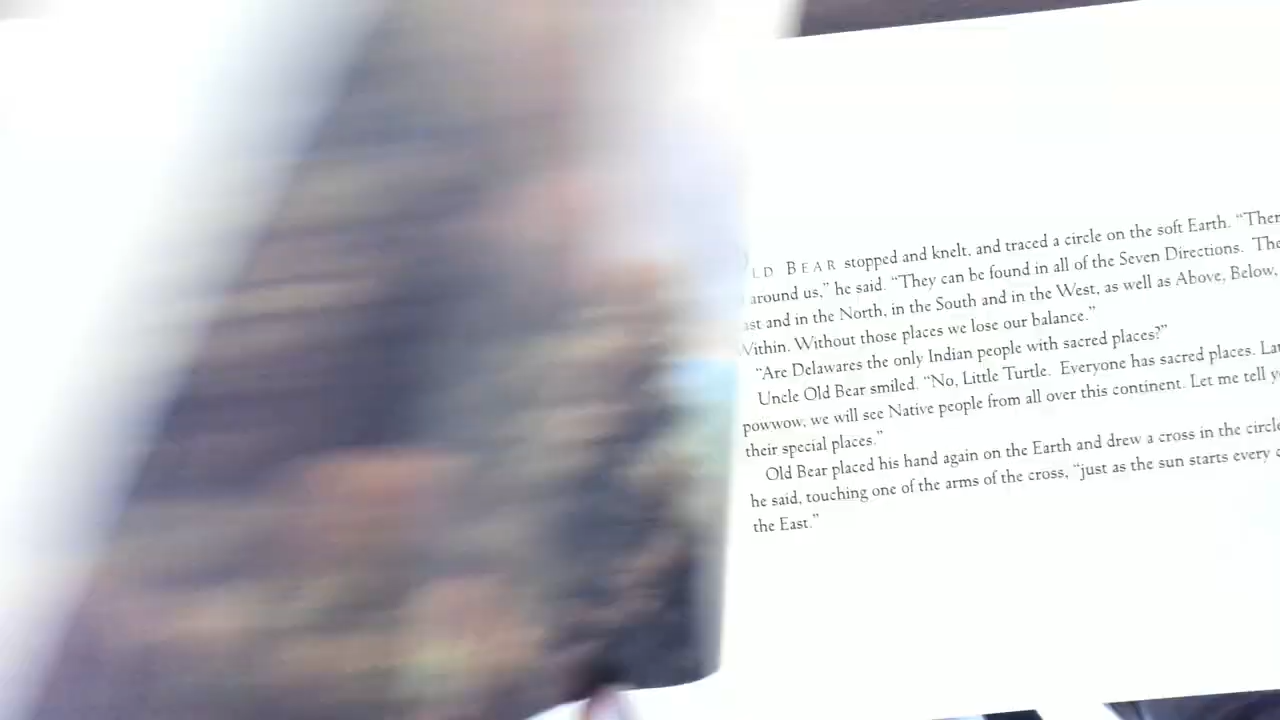 LD BEAR stopped and knelt, and traced a circle on the soft Earth. “Ther
around us,” he said. “They can be found in all of the Seven Directions. The
ast and in the North, in the South and in the West, as well as Above, Below,
Within. Without those places we lose our balance.”
“Are Delawares the only Indian people with sacred places?”
Uncle Old Bear smiled. “No, Little Turtle. Everyone has sacred places. La
powwow, we will see Native people from all over this continent. Let me tell y
their special places.”
Old Bear placed his hand again on the Earth and drew a cross in the circle
he said, touching one of the arms of the cross, “just as the sun starts every
the East.”